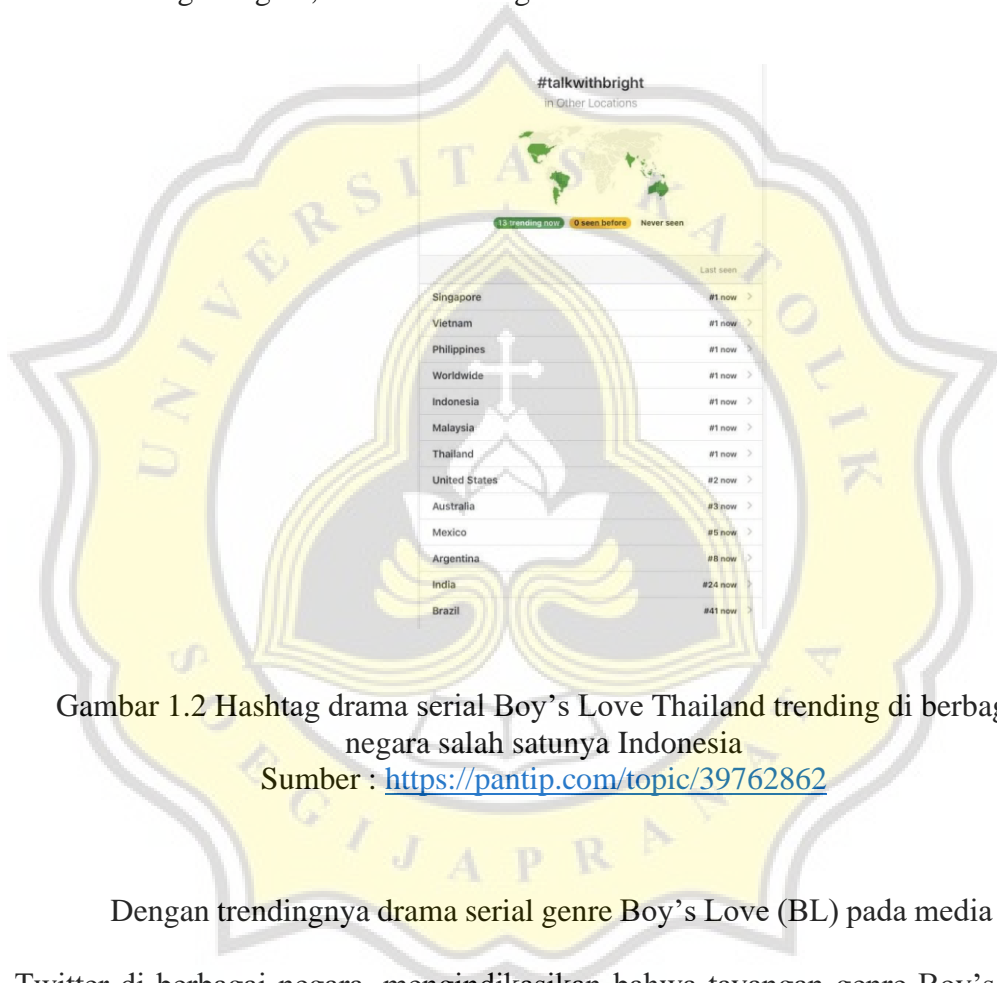 #talkwithbright
in Other Locations
13 trending now 0 seen before Never seen
Last seen
Singapore #1 now
Vietnam #1 now
Philippines #1 now
Worldwide #1 now
Indonesia #1 now
Malaysia #1 now
Thailand #1 now
United States #2 now
Australia #3 now
Mexico #5 now
Argentina #8 now
India #24 now
Brazil #41 now
UNIVERSITAS KATOLIK
SOEGIJAPRANATA
Gambar 1.2 Hashtag drama serial Boy's Love Thailand trending di berbag
negara salah satunya Indonesia
Sumber : https://pantip.com/topic/39762862
Dengan trendingnya drama serial genre Boy's Love (BL) pada media